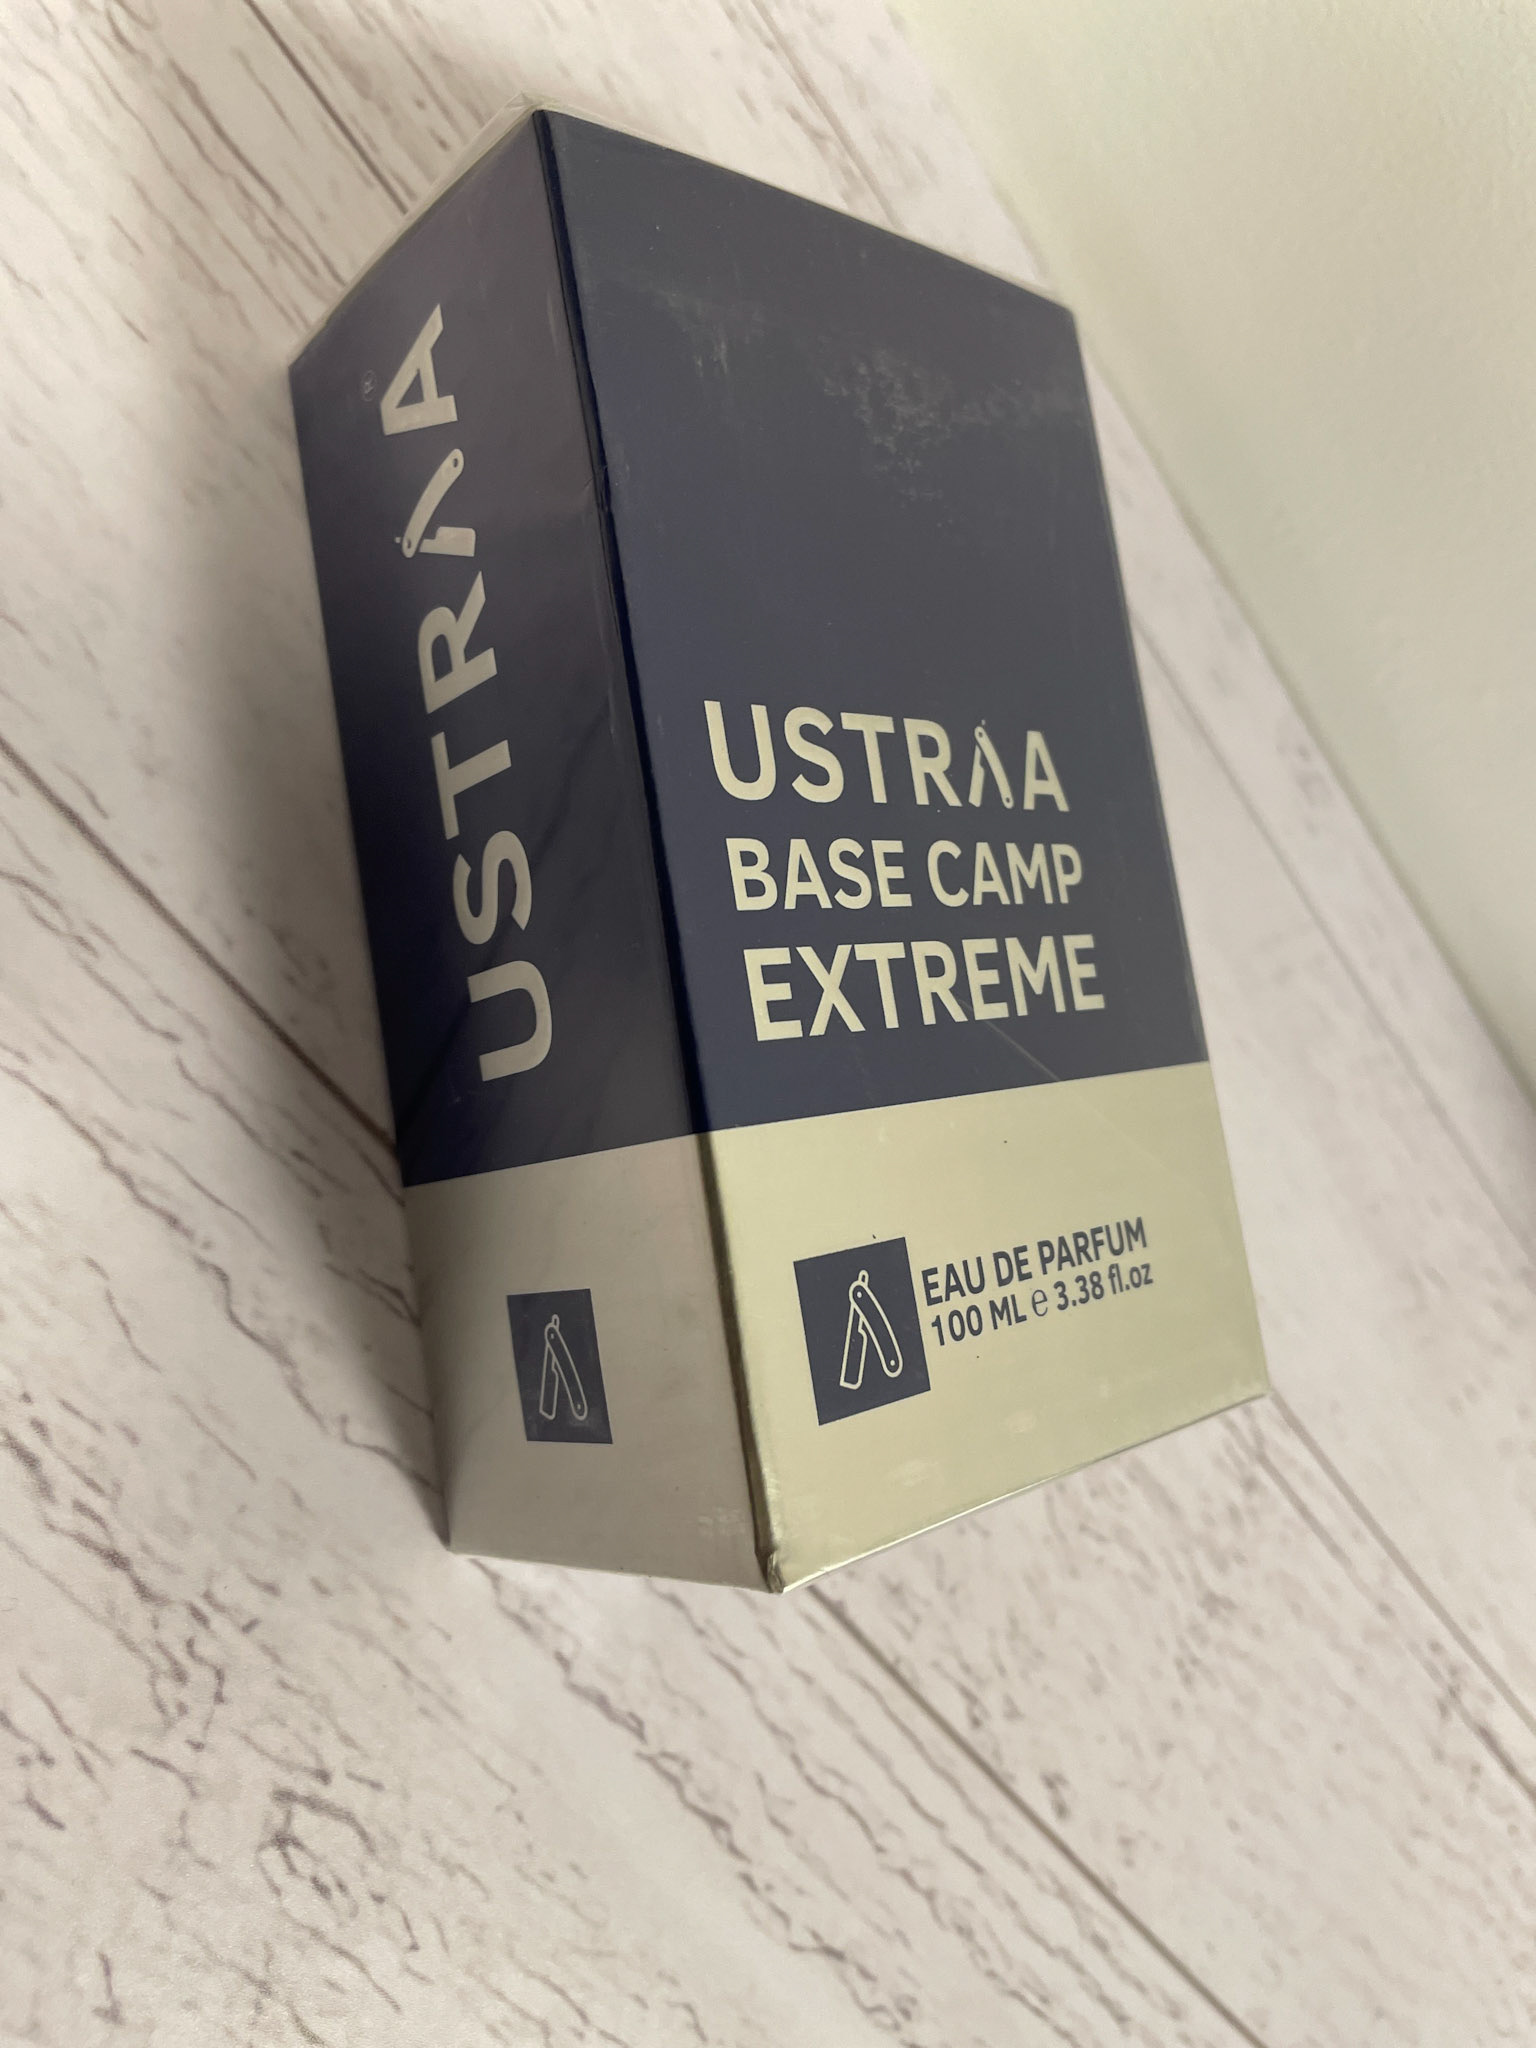 USTRAA
USTRAA
BASE CAMP
EXTREME
EAU DE PARFUM
100 ML ℮ 3.38 fl.oz